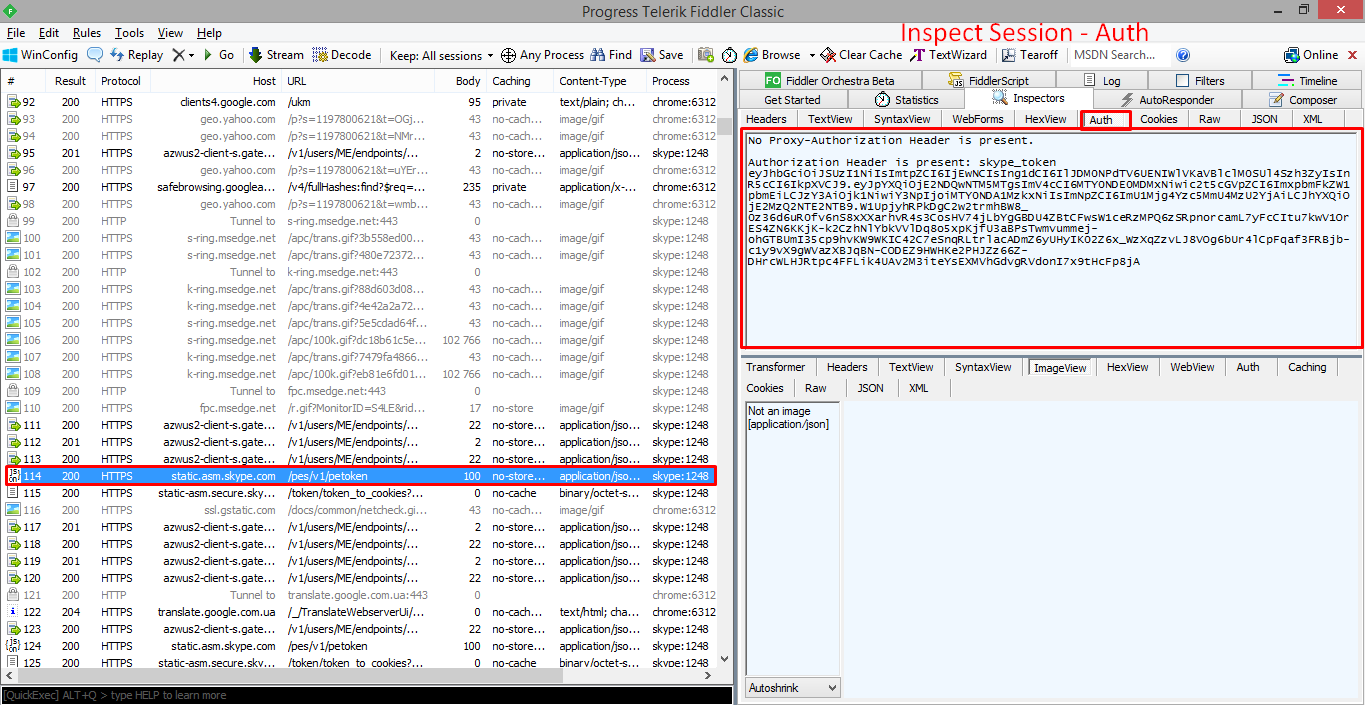 Progress Telerik Fiddler Classic
File Edit Rules Tools View Help
Inspect Session - Auth
WinConfig Replay Go Stream Decode Keep: All sessions Any Process Find Save Browse Clear Cache TextWizard Tearoff MSDN Search... Online
# Result Protocol Host URL Body Caching Content-Type Process
92 200 HTTPS clients4.google.com /ukm 95 private text/plain; cha... chrome:6312
93 200 HTTPS geo.yahoo.com /p?s=1197800621&t=OGj... 43 no-cach... image/gif chrome:6312
94 200 HTTPS geo.yahoo.com /p?s=1197800621&t=NMr... 43 no-cach... image/gif chrome:6312
95 201 HTTPS azwus2-client-s.gate... /v1/users/ME/endpoints/... 2 no-store... application/jso... skype:1248
96 200 HTTPS geo.yahoo.com /p?s=1197800621&t=uYEr... 43 no-cach... image/gif chrome:6312
97 200 HTTPS safebrowsing.googlea... /v4/fullHashes:find?$req=... 235 private application/x-... chrome:6312
98 200 HTTPS geo.yahoo.com /p?s=1197800621&t=wmb... 43 no-cach... image/gif chrome:6312
99 200 HTTP Tunnel to s-ring.msedge.net:443 0 skype:1248
100 200 HTTPS s-ring.msedge.net /apc/trans.gif?3b558ed00... 43 no-cach... image/gif skype:1248
101 200 HTTPS s-ring.msedge.net /apc/trans.gif?480e72372... 43 no-cach... image/gif skype:1248
102 200 HTTP Tunnel to k-ring.msedge.net:443 0 skype:1248
103 200 HTTPS k-ring.msedge.net /apc/trans.gif?88d603d08... 43 no-cach... image/gif skype:1248
104 200 HTTPS k-ring.msedge.net /apc/trans.gif?4e42a2a72... 43 no-cach... image/gif skype:1248
105 200 HTTPS s-ring.msedge.net /apc/trans.gif?5e5cdad64f... 43 no-cach... image/gif skype:1248
106 200 HTTPS s-ring.msedge.net /apc/100k.gif?dc18b61c5e... 102 766 no-cach... image/gif skype:1248
107 200 HTTPS k-ring.msedge.net /apc/trans.gif?7479fa4866... 43 no-cach... image/gif skype:1248
108 200 HTTPS k-ring.msedge.net /apc/100k.gif?eb81e6fd01... 102 766 no-cach... image/gif skype:1248
109 200 HTTP Tunnel to fpc.msedge.net:443 0 skype:1248
110 200 HTTPS fpc.msedge.net /r.gif?MonitorID=S4LE&rid... 17 no-store image/gif skype:1248
111 200 HTTPS azwus2-client-s.gate... /v1/users/ME/endpoints/... 22 no-store... application/jso... skype:1248
112 201 HTTPS azwus2-client-s.gate... /v1/users/ME/endpoints/... 2 no-store... application/jso... skype:1248
113 200 HTTPS azwus2-client-s.gate... /v1/users/ME/endpoints/... 22 no-store... application/jso... skype:1248
114 200 HTTPS static.asm.skype.com /pes/v1/petoken 100 no-store... application/jso... skype:1248
115 200 HTTPS static-asm.secure.sky... /token/token_to_cookies?... 0 no-cache binary/octet-s... skype:1248
116 200 HTTPS ssl.gstatic.com /docs/common/netcheck.gi... 43 no-cach... image/gif chrome:6312
117 201 HTTPS azwus2-client-s.gate... /v1/users/ME/endpoints/... 2 no-store... application/jso... skype:1248
118 200 HTTPS azwus2-client-s.gate... /v1/users/ME/endpoints/... 22 no-store... application/jso... skype:1248
119 201 HTTPS azwus2-client-s.gate... /v1/users/ME/endpoints/... 2 no-store... application/jso... skype:1248
120 200 HTTPS azwus2-client-s.gate... /v1/users/ME/endpoints/... 22 no-store... application/jso... skype:1248
121 200 HTTP Tunnel to translate.google.com.ua:443 0 chrome:6312
122 204 HTTPS translate.google.com.ua /_/TranslateWebserverUi/... 0 no-cach... text/html; cha... chrome:6312
123 200 HTTPS azwus2-client-s.gate... /v1/users/ME/endpoints/... 22 no-store... application/jso... skype:1248
124 200 HTTPS static.asm.skype.com /pes/v1/petoken 100 no-store... application/jso... skype:1248
125 200 HTTPS static-asm.secure.sky... /token/token_to_cookies?... 0 no-cache binary/octet-s... skype:1248
[QuickExec] ALT+Q > type HELP to learn more
FO Fiddler Orchestra Beta FiddlerScript Log Filters Timeline
Get Started Statistics Inspectors AutoResponder Composer
Headers TextView SyntaxView WebForms HexView Auth Cookies Raw JSON XML
No Proxy-Authorization Header is present.
Authorization Header is present: skype_token
Transformer Headers TextView SyntaxView ImageView HexView WebView Auth Caching
Cookies Raw JSON XML
Not an image
[application/json]
Autoshrink